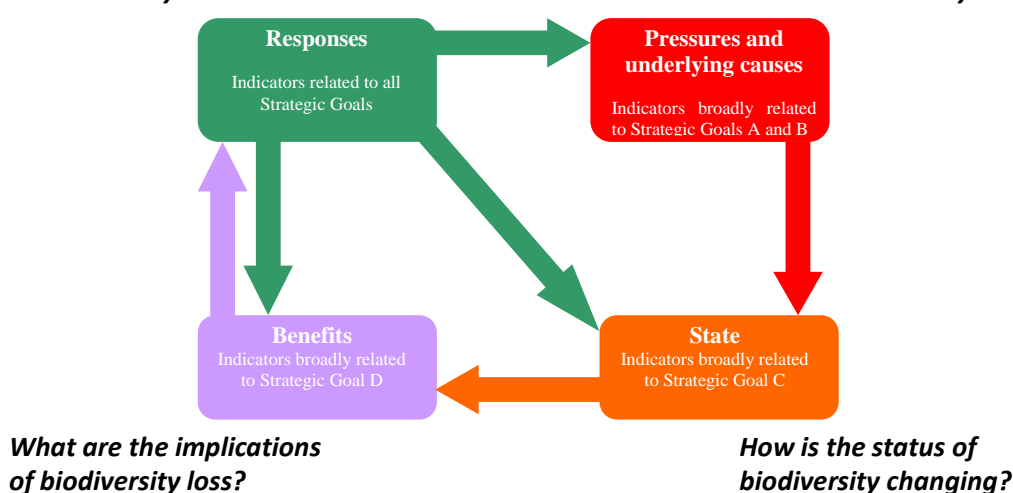 Responses
Indicators related to all
Strategic Goals
Pressures and
underlying causes
Indicators broadly related
to Strategic Goals A and B
Benefits
Indicators broadly related
to Strategic Goal D
State
Indicators broadly related
to Strategic Goal C
What are the implications
of biodiversity loss?
How is the status of
biodiversity changing?